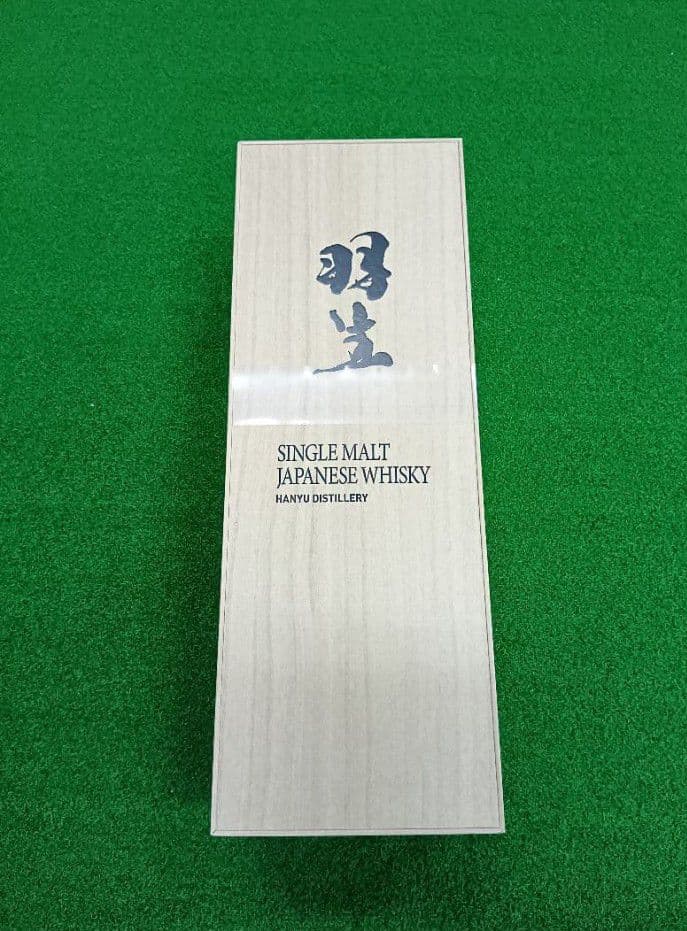 羽
生
SINGLE MALT
JAPANESE WHISKY
HANYU DISTILLERY